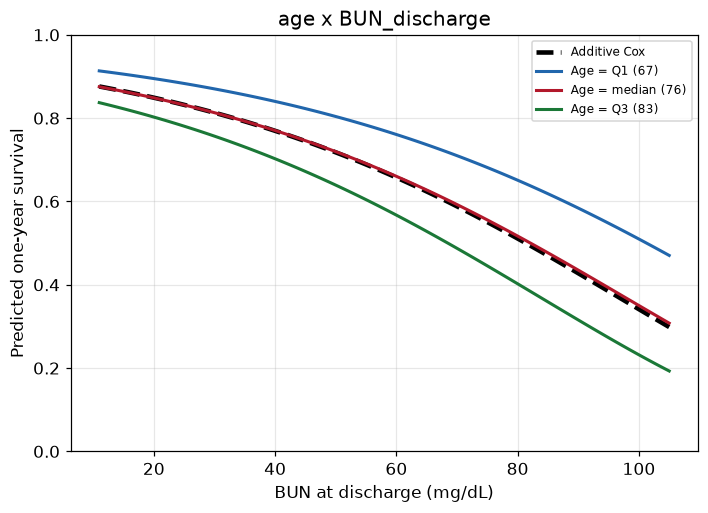 age x BUN_discharge
Additive Cox
Age = Q1 (67)
Age = median (76)
Age = Q3 (83)
Predicted one-year survival
1.0
0.8
0.6
0.4
0.2
0.0
20 40 60 80 100
BUN at discharge (mg/dL)